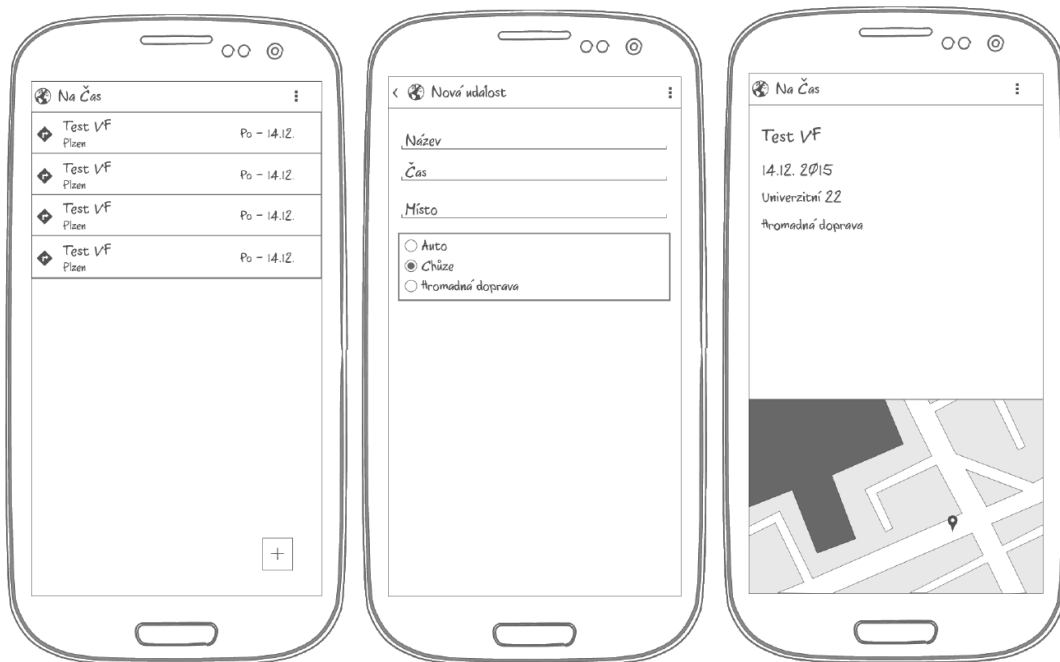 Na Čas
Test VF
Plzen
Po - 14.12.
Test VF
Plzen
Po - 14.12.
Test VF
Plzen
Po - 14.12.
Test VF
Plzen
Po - 14.12.
+
Nová udalost
Název
Čas
Místo
Auto
Chůze
Hromadná doprava
Na Čas
Test VF
14.12. 2015
Univerzitní 22
Hromadná doprava